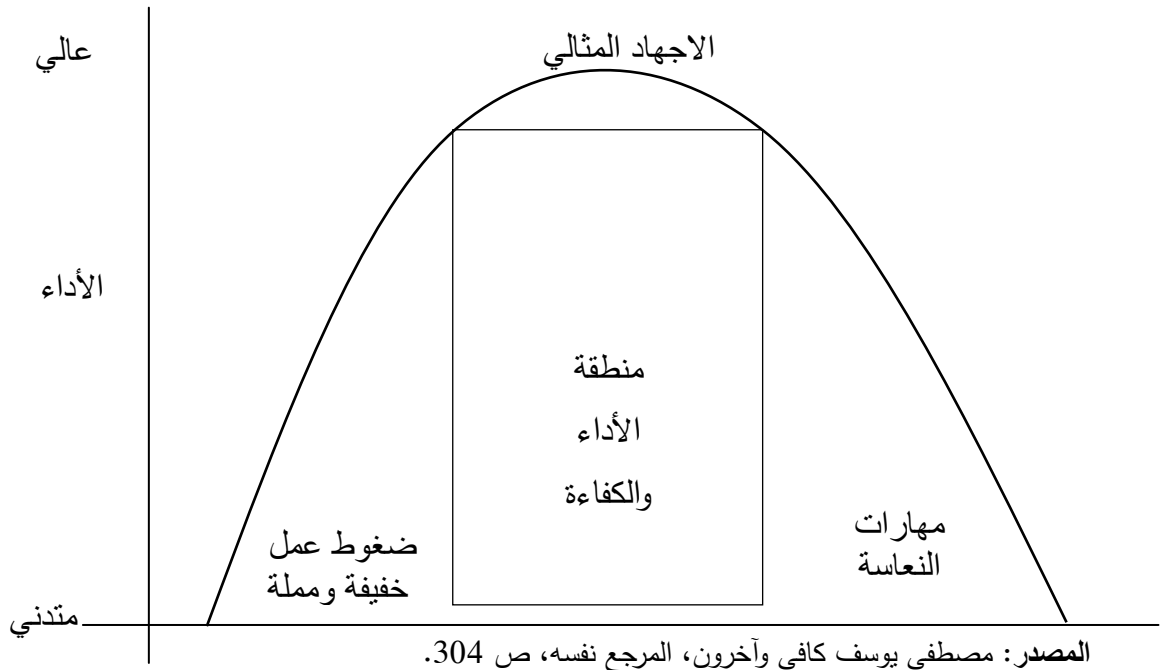 الاجهاد المثالي
عالي
الأداء
منطقة
الأداء
والكفاءة
مهارات
النعاسة
ضغوط عمل
خفيفة ومملة
متدني
المصدر: مصطفى يوسف كافي وآخرون، المرجع نفسه، ص 304.